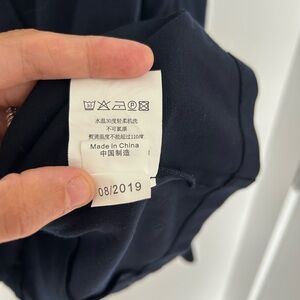 水温30度轻柔机洗
不可氯漂
熨烫温度不能超过110度
Made In China
中国制造
08/2019